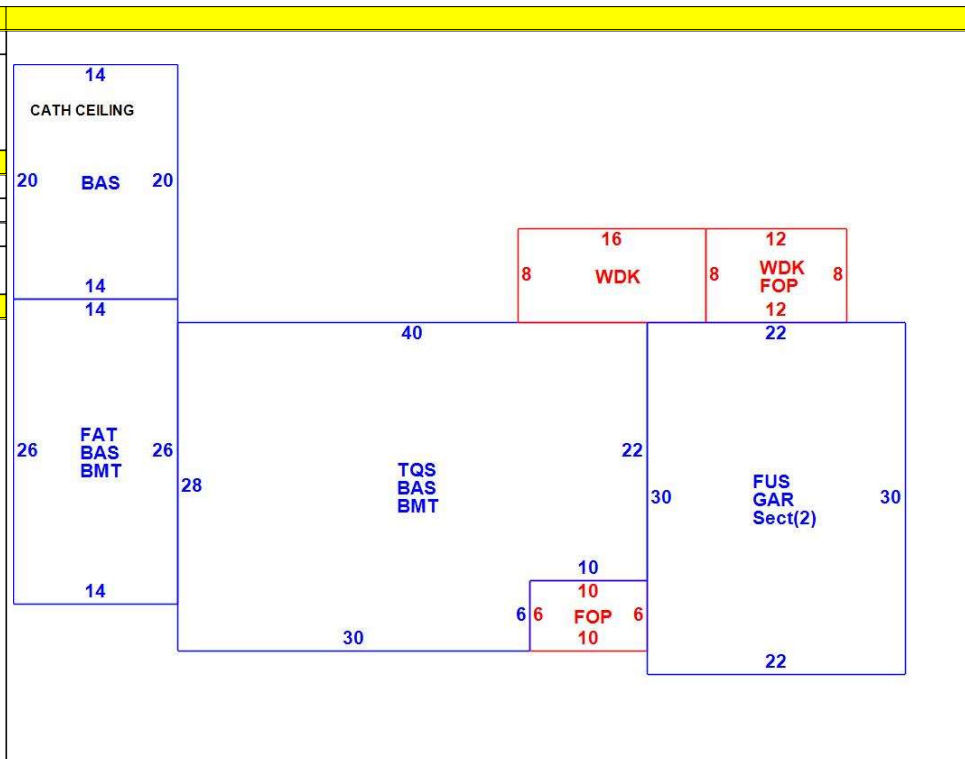 14
CATH CEILING
20 BAS 20
14
14
16
12
8 WDK 8 WDK 8
FOP
12
40
22
26 FAT 26
BAS
BMT
22
28
TQS
BAS
BMT
30 FUS 30
GAR
Sect(2)
14
10
10
6 6 FOP 6
10
30
22